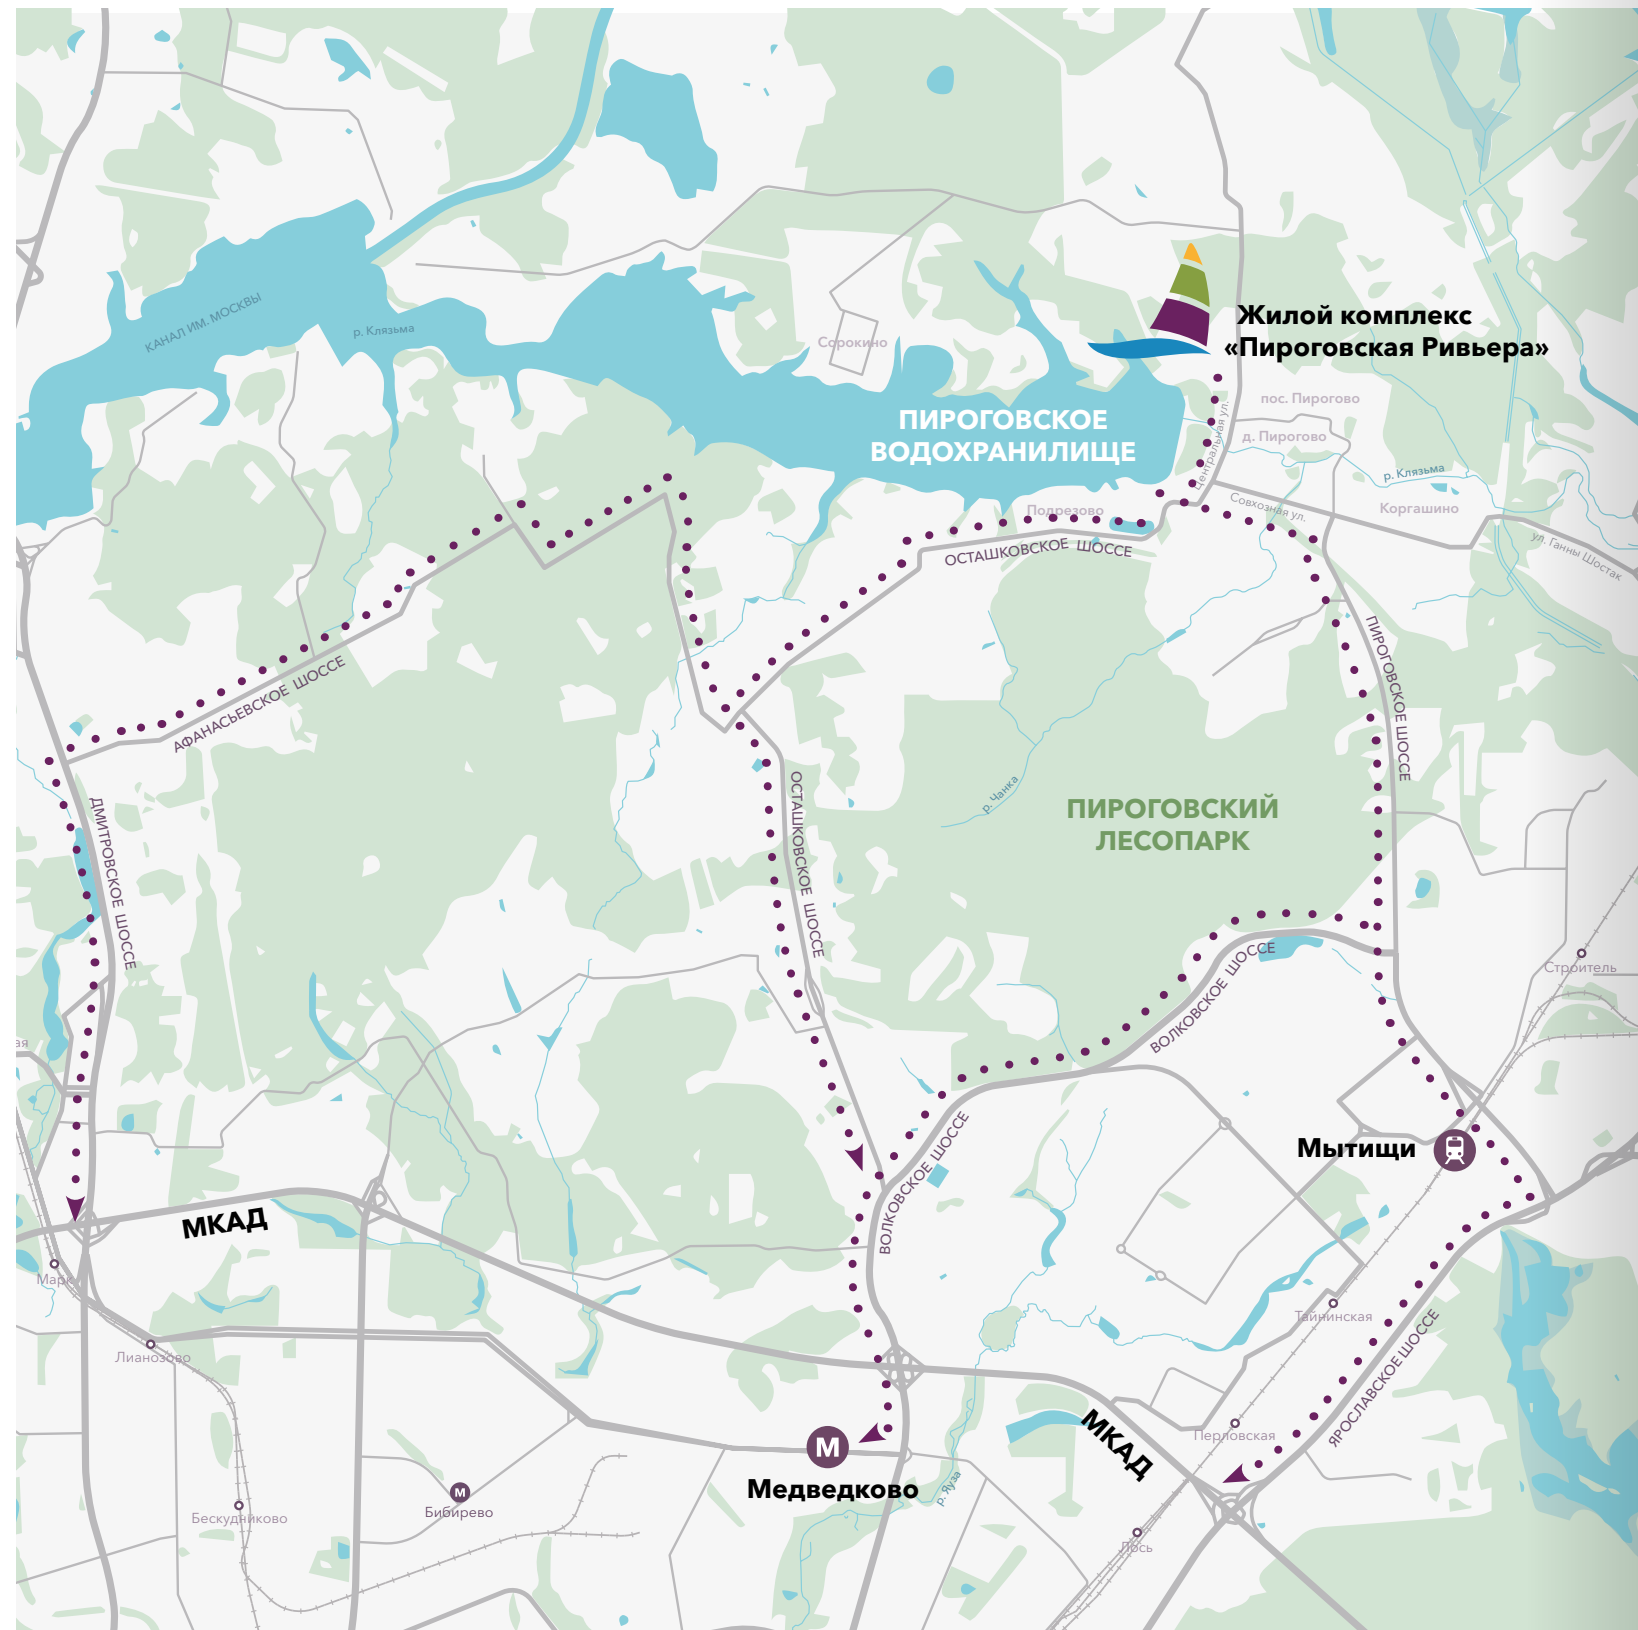 КАНАЛ ИМ. МОСКВЫ
р. Клязьма
Сорокино
Жилой комплекс
«Пироговская Ривьера»
пос. Пирогово
д. Пирогово
Центральная ул.
ПИРОГОВСКОЕ
ВОДОХРАНИЛИЩЕ
р. Клязьма
Совхозная ул.
Коргашино
ул. Ганны Шостак
Подрезово
ОСТАШКОВСКОЕ ШОССЕ
АФАНАСЬЕВСКОЕ ШОССЕ
ПИРОГОВСКОЕ ШОССЕ
ДМИТРОВСКОЕ ШОССЕ
ОСТАШКОВСКОЕ ШОССЕ
р. Чанка
ПИРОГОВСКИЙ
ЛЕСОПАРК
ВОЛКОВСКОЕ ШОССЕ
Строитель
ая
ВОЛКОВСКОЕ ШОССЕ
Мытищи
МКАД
Марк
Лианозово
Тайнинская
ЯРОСЛАВСКОЕ ШОССЕ
Перловская
МКАД
М
Медведково
М
Бибирево
Бескудниково
р. Яуза
Лось